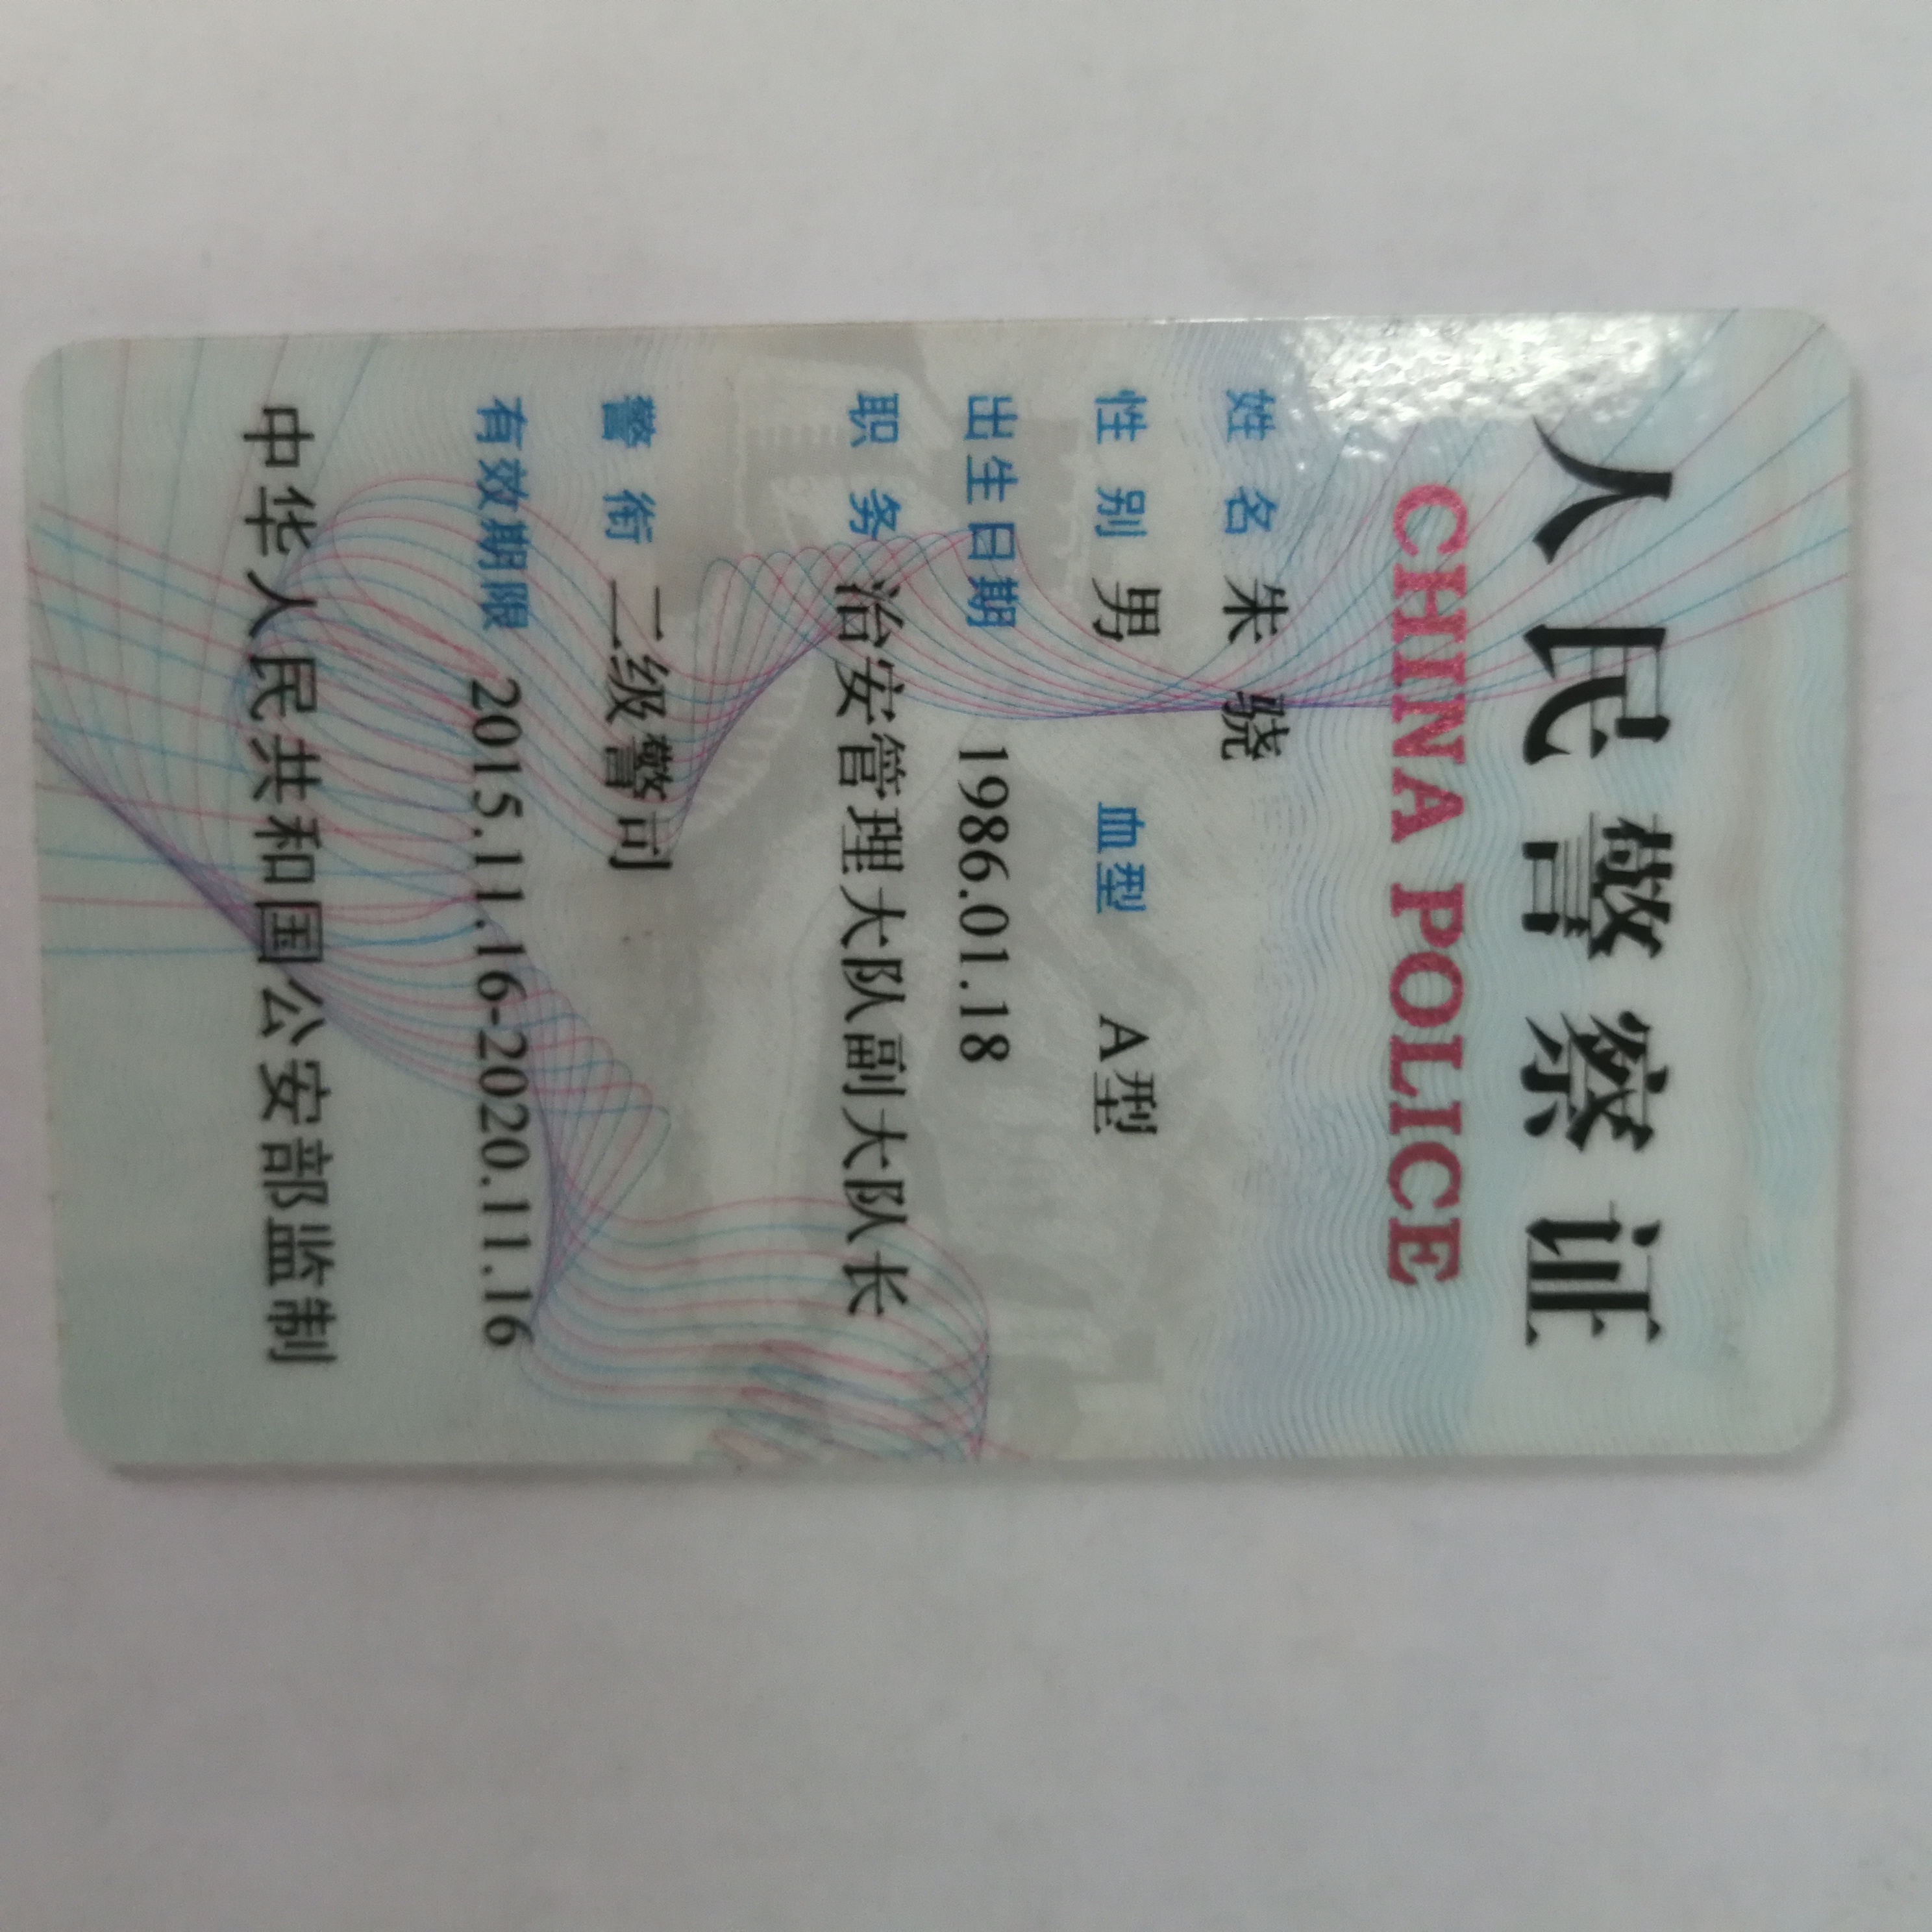 人民警察证
CHINA POLICE
姓名 朱骁
性别 男 血型 A型
出生日期 1986.01.18
职务 治安管理大队副大队长
警衔 二级警司
有效期限 2015.11.16-2020.11.16
中华人民共和国公安部监制